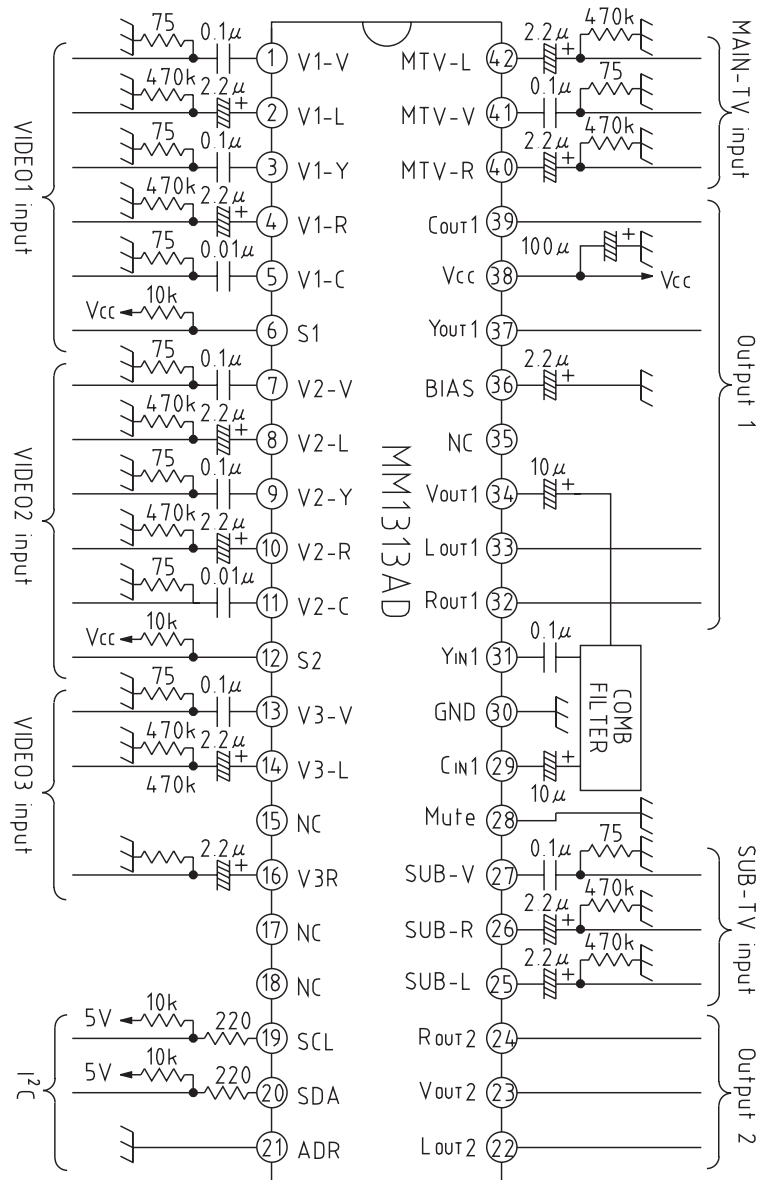 75 0.1μ
1 V1-V
470k 2.2μ +
2 V1-L
75 0.1μ
3 V1-Y
470k 2.2μ +
4 V1-R
75 0.01μ
5 V1-C
Vcc 10k
6 S1
VIDEO1 input
75 0.1μ
7 V2-V
470k 2.2μ +
8 V2-L
75 0.1μ
9 V2-Y
470k 2.2μ +
10 V2-R
75 0.01μ
11 V2-C
Vcc 10k
12 S2
VIDEO2 input
75 0.1μ
13 V3-V
470k 2.2μ +
14 V3-L
470k
15 NC
2.2μ +
16 V3R
VIDEO3 input
17 NC
18 NC
5V 10k
220
19 SCL
5V 10k
220
20 SDA
21 ADR
I²C
MM1313AD
2.2μ + 470k
MTV-L 42
0.1μ 75
MTV-V 41
2.2μ + 470k
MTV-R 40
MAIN-TV input
COUT1 39
100μ +
Vcc 38 Vcc
YOUT1 37
2.2μ +
BIAS 36
NC 35
10μ +
VOUT1 34
LOUT1 33
ROUT1 32
Output 1
0.1μ
YIN1 31
GND 30
CIN1 29 +
10μ
COMB
FILTER
Mute 28
0.1μ 75
SUB-V 27
2.2μ + 470k
SUB-R 26
2.2μ + 470k
SUB-L 25
SUB-TV input
ROUT2 24
VOUT2 23
LOUT2 22
Output 2